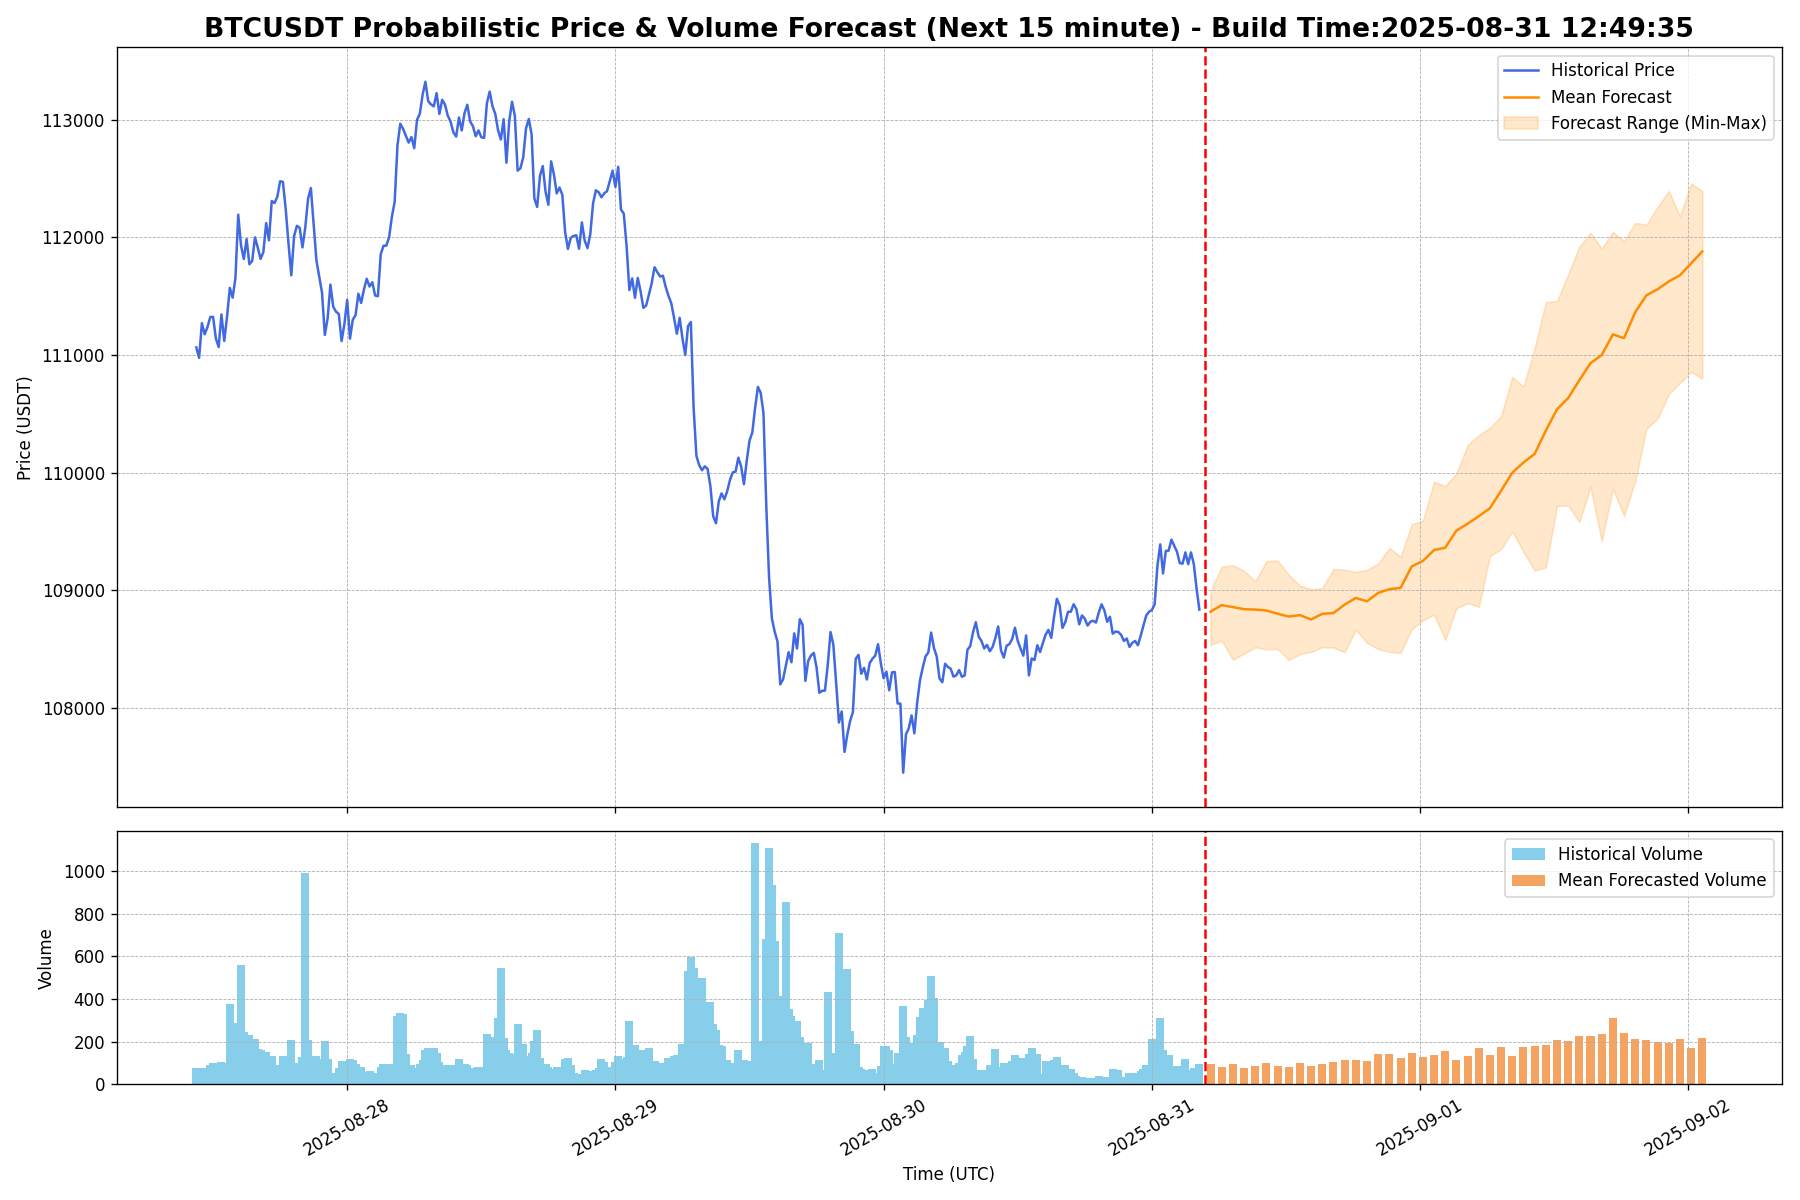 BTCUSDT Probabilistic Price & Volume Forecast (Next 15 minute) - Build Time:2025-08-31 12:49:35
Historical Price
Mean Forecast
Forecast Range (Min-Max)
113000
112000
111000
110000
109000
108000
Price (USDT)
Historical Volume
Mean Forecasted Volume
1000
800
600
400
200
0
Volume
2025-08-28
2025-08-29
2025-08-30
2025-08-31
2025-09-01
2025-09-02
Time (UTC)